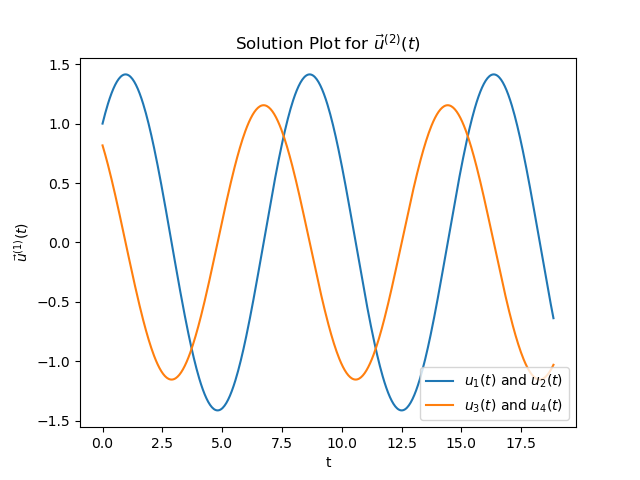 Solution Plot for $\vec{u}^{(2)}(t)$
$\vec{u}^{(1)}(t)$
1.5
1.0
0.5
0.0
−0.5
−1.0
−1.5
$u_1(t)$ and $u_2(t)$
$u_3(t)$ and $u_4(t)$
0.0 2.5 5.0 7.5 10.0 12.5 15.0 17.5
t